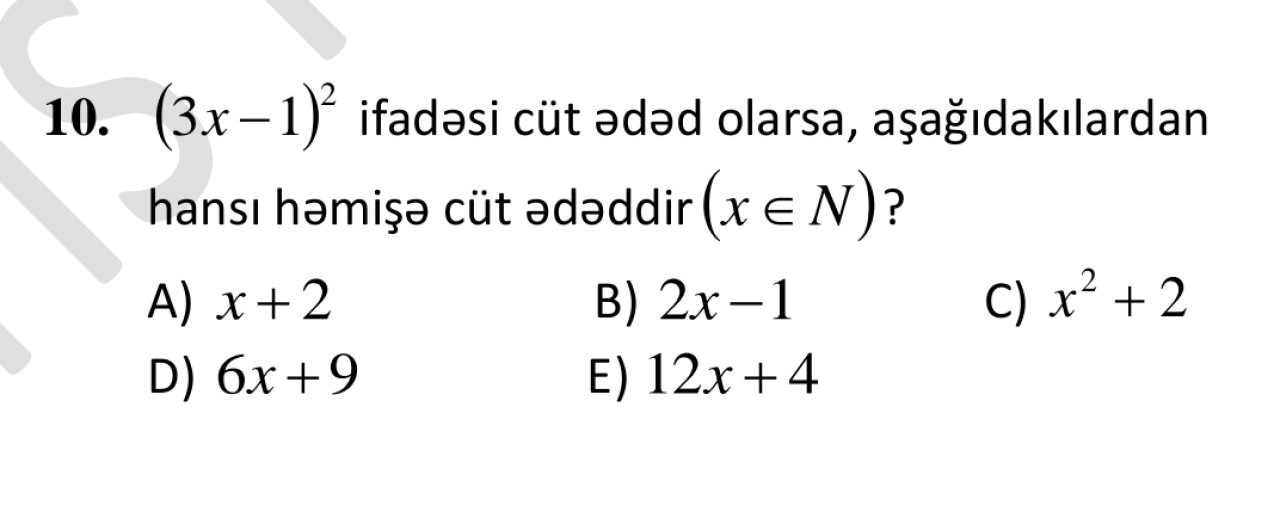 10. (3x−1)² ifadəsi cüt ədəd olarsa, aşağıdakılardan
hansı həmişə cüt ədəddir (x ∈ N)?
A) x+2 B) 2x−1 C) x²+2
D) 6x+9 E) 12x+4